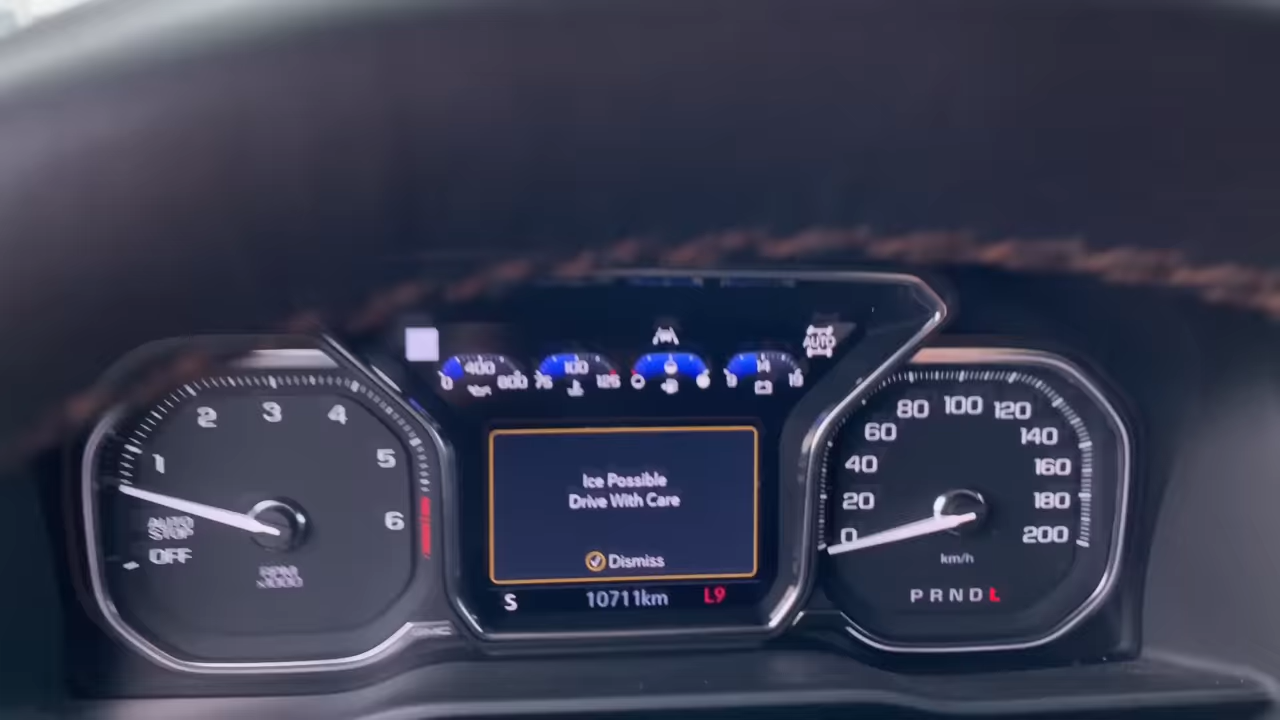 AUTO
400
0 800
100
75 125
14
9 19
1 2 3 4 5 6
AUTO
STOP
OFF
RPM
x1000
Ice Possible
Drive With Care
Dismiss
S 10711km L9
0 20 40 60 80 100 120 140 160 180 200
km/h
PRNDL